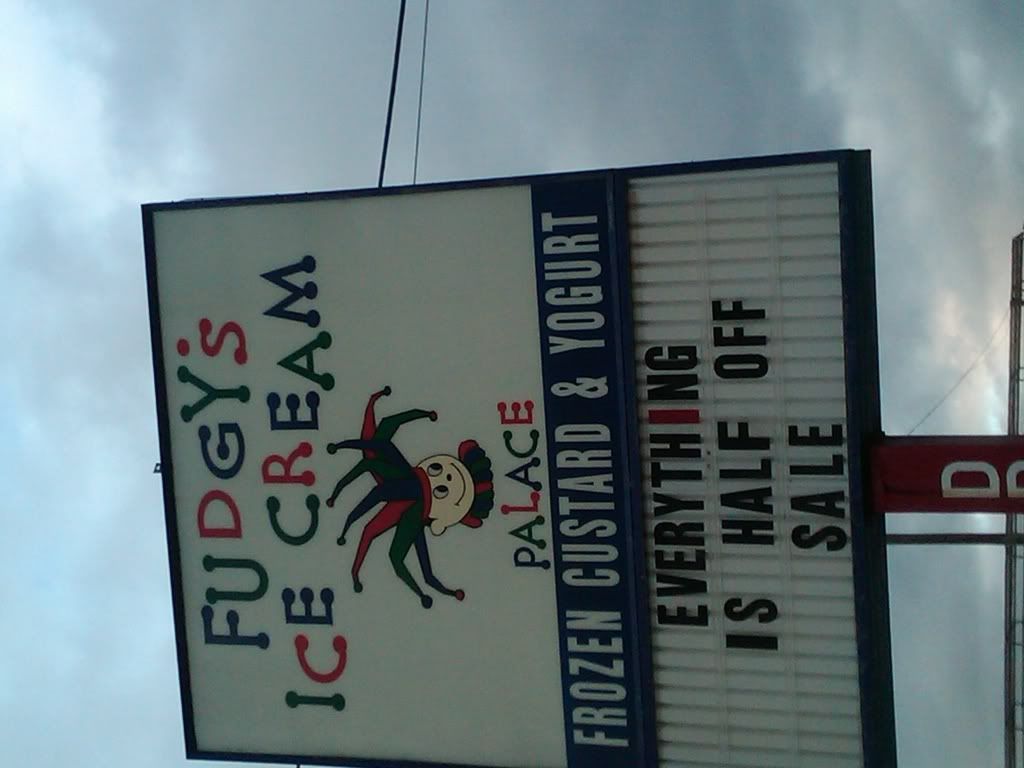 FUDGY's
ICE CREAM
PALACE
FROZEN CUSTARD & YOGURT
EVERYTHING
IS HALF OFF
SALE
D